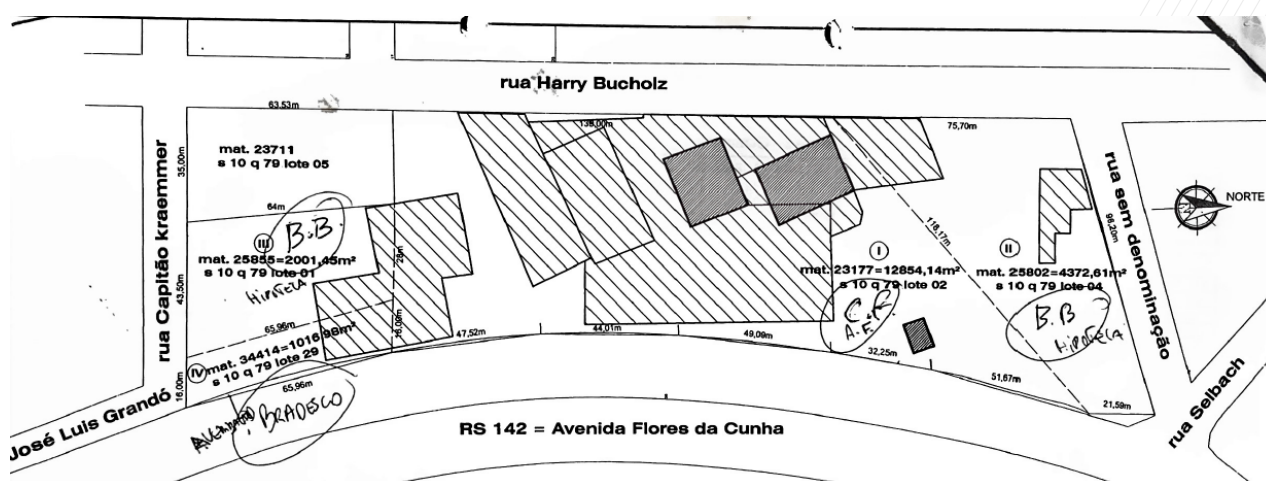 rua Harry Bucholz
63,53m
138,00m
75,70m
mat. 23711
s 10 q 79 lote 05
rua Capitão kraemmer
35,00m
64m
III
B.B.
mat. 25855=2001,45m²
s 10 q 79 lote 01
Hipoteca
43,50m
28m
65,96m
16,00m
IV
mat. 34414=1016,98m²
s 10 q 79 lote 29
16,00m
65,96m
BRADESCO
47,52m
44,01m
49,09m
118,17m
I
mat. 23177=12854,14m²
s 10 q 79 lote 02
C.E.F
A.F.
32,25m
II
mat. 25802=4372,61m²
s 10 q 79 lote 04
B.B
HiPOTECA
51,67m
21,59m
96,20m
rua sem denominação
NORTE
José Luis Grandó
RS 142 = Avenida Flores da Cunha
rua Selbach